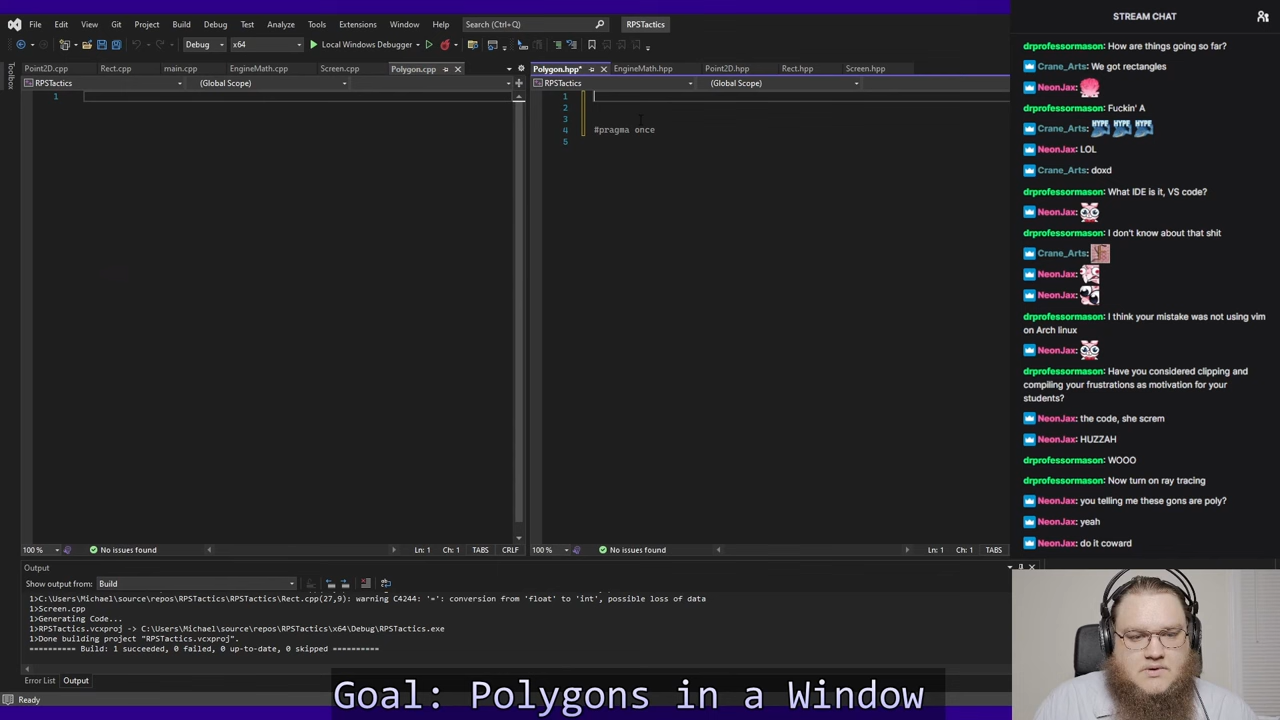 File Edit View Git Project Build Debug Test Analyze Tools Extensions Window Help Search (Ctrl+Q) RPSTactics
Debug x64 Local Windows Debugger
Toolbox
Point2D.cpp Rect.cpp main.cpp EngineMath.cpp Screen.cpp Polygon.cpp
RPSTactics (Global Scope)
1
100 % No issues found Ln: 1 Ch: 1 TABS CRLF
Polygon.hpp* EngineMath.hpp Point2D.hpp Rect.hpp Screen.hpp
RPSTactics (Global Scope)
1
2
3
4 #pragma once
5
100 % No issues found Ln: 1 Ch: 1 TABS
Output
Show output from: Build
1>C:\Users\Michael\source\repos\RPSTactics\RPSTactics\Rect.cpp(27,9): warning C4244: '=': conversion from 'float' to 'int', possible loss of data
1>Screen.cpp
1>Generating Code...
1>RPSTactics.vcxproj -> C:\Users\Michael\source\repos\RPSTactics\x64\Debug\RPSTactics.exe
1>Done building project "RPSTactics.vcxproj".
========== Build: 1 succeeded, 0 failed, 0 up-to-date, 0 skipped ==========
Error List Output
Ready
Goal: Polygons in a Window
STREAM CHAT
drprofessormason: How are things going so far?
Crane_Arts: We got rectangles
NeonJax:
drprofessormason: Fuckin' A
Crane_Arts: HYPE HYPE HYPE
NeonJax: LOL
Crane_Arts: doxd
drprofessormason: What IDE is it, VS code?
NeonJax:
drprofessormason: I don't know about that shit
Crane_Arts:
NeonJax:
NeonJax:
drprofessormason: I think your mistake was not using vim
on Arch linux
NeonJax:
drprofessormason: Have you considered clipping and
compiling your frustrations as motivation for your
students?
NeonJax: the code, she screm
NeonJax: HUZZAH
drprofessormason: WOOO
drprofessormason: Now turn on ray tracing
NeonJax: you telling me these gons are poly?
NeonJax: yeah
NeonJax: do it coward